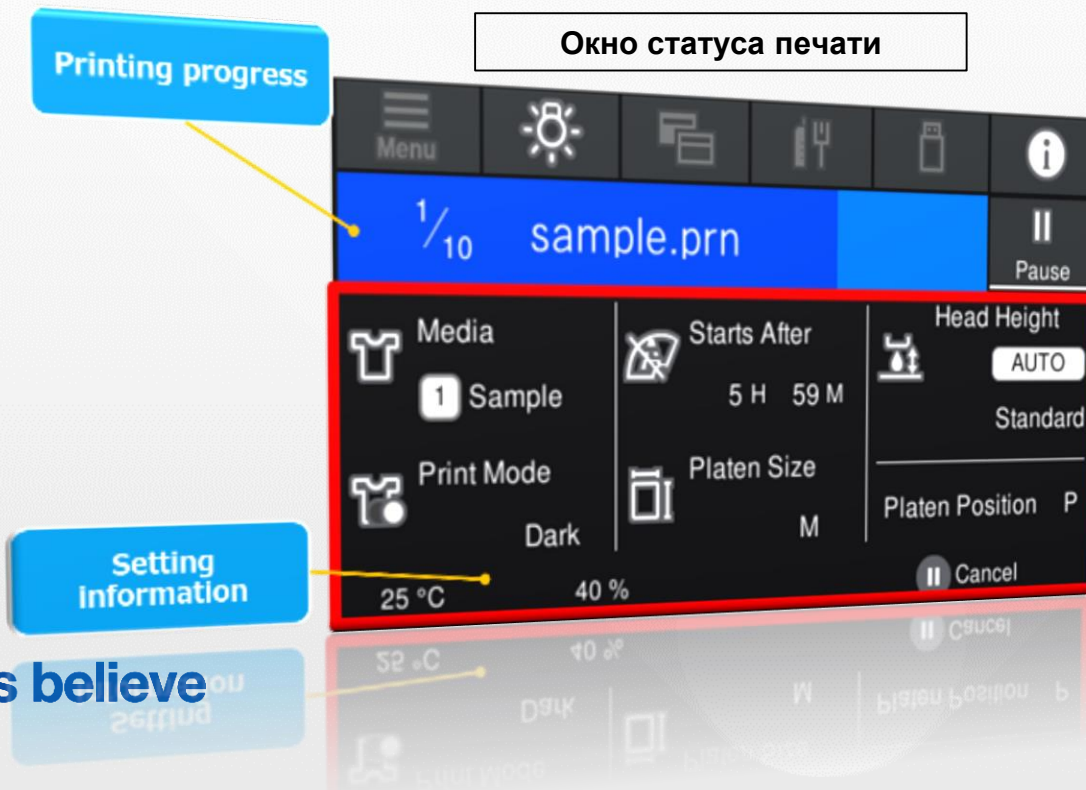 Окно статуса печати
Printing progress
Menu
Pause
1/10 sample.prn
Media
1 Sample
Print Mode
Dark
25 °C 40 %
Starts After
5 H 59 M
Platen Size
M
Head Height
AUTO
Standard
Platen Position P
Cancel
Setting
information
s believe